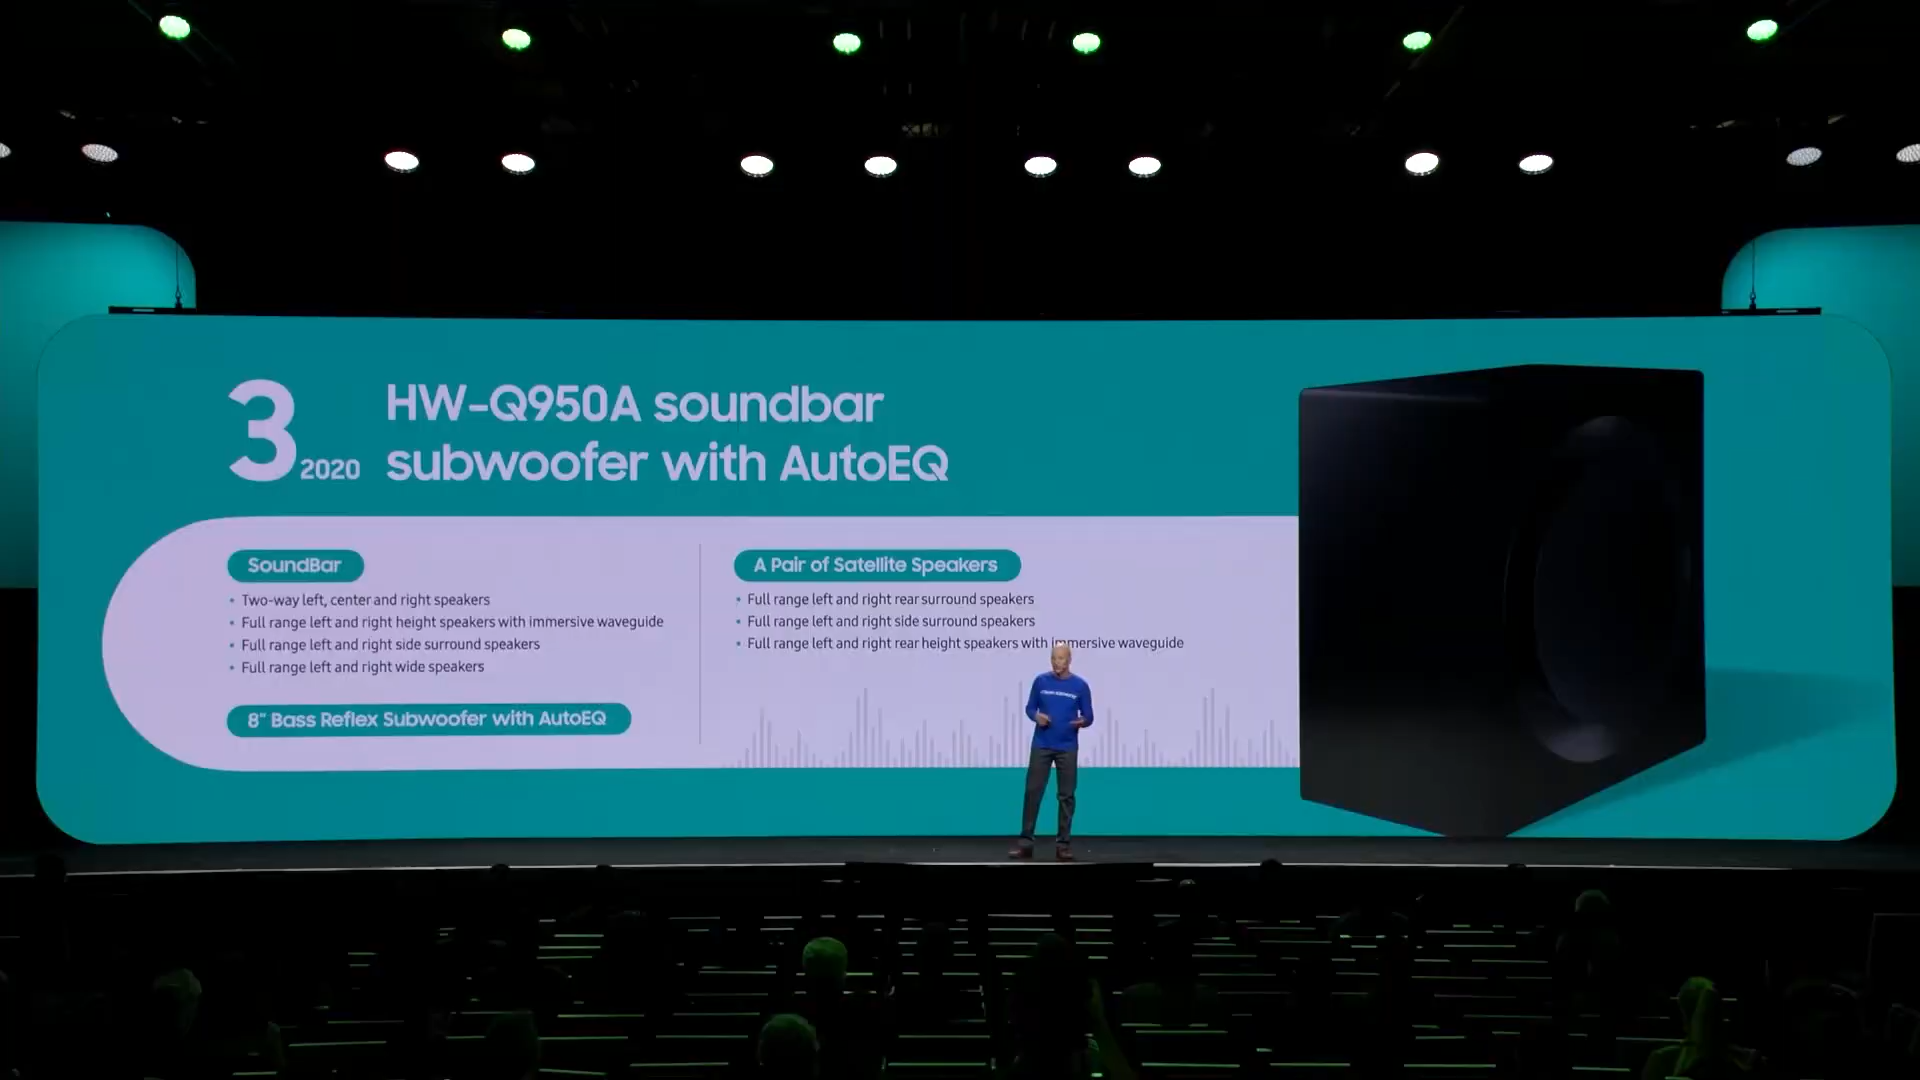 3 2020
HW-Q950A soundbar
subwoofer with AutoEQ
SoundBar
• Two-way left, center and right speakers
• Full range left and right height speakers with immersive waveguide
• Full range left and right side surround speakers
• Full range left and right wide speakers
8" Bass Reflex Subwoofer with AutoEQ
A Pair of Satellite Speakers
• Full range left and right rear surround speakers
• Full range left and right side surround speakers
• Full range left and right rear height speakers with immersive waveguide